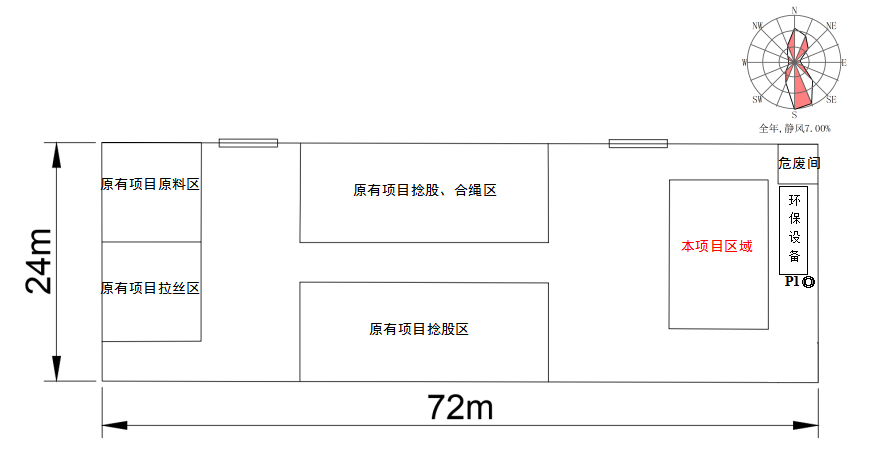 N
NW
NE
W
E
SW
SE
S
全年,静风7.00%
危废间
原有项目原料区
原有项目捻股、合绳区
环保设备
本项目区域
24m
原有项目拉丝区
P1
原有项目捻股区
72m